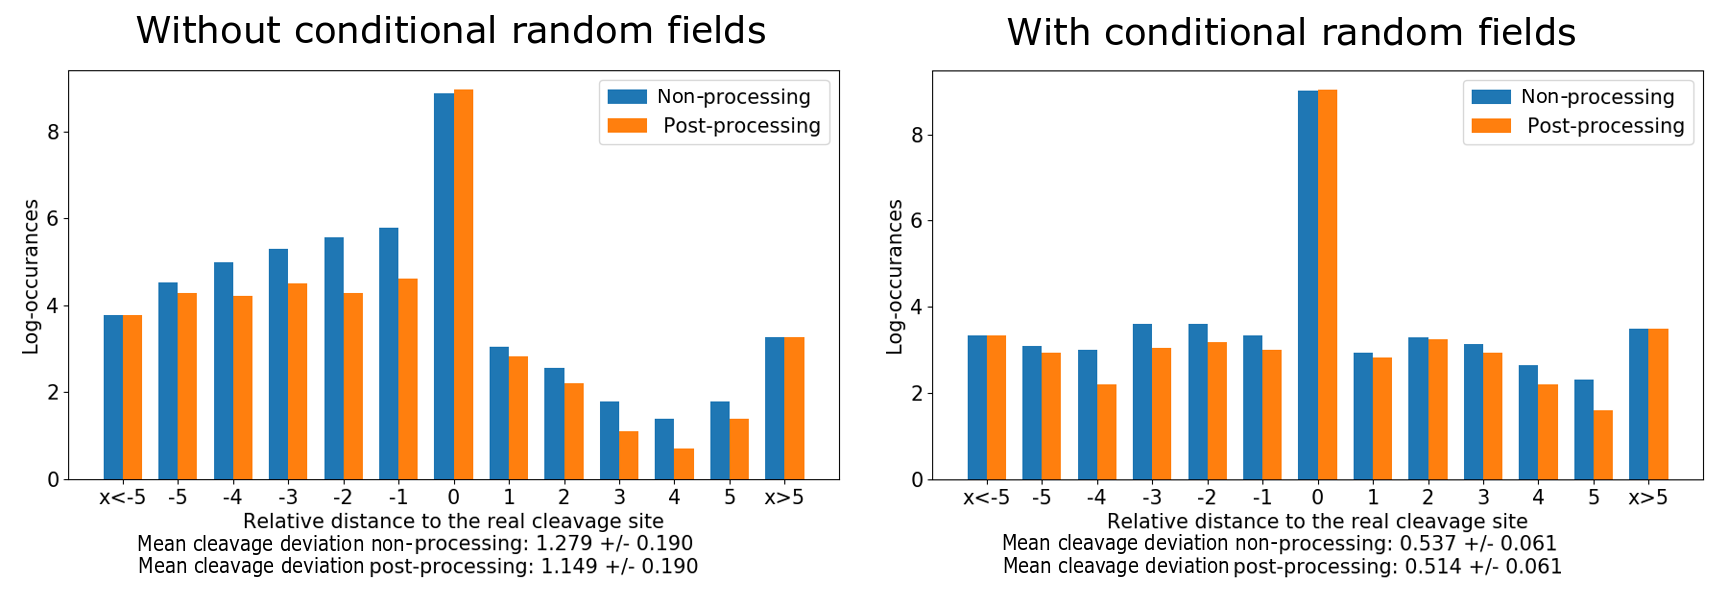 Without conditional random fields
Non-processing
Post-processing
8
6
4
2
0
Log-occurances
x<-5 -5 -4 -3 -2 -1 0 1 2 3 4 5 x>5
Relative distance to the real cleavage site
Mean cleavage deviation non-processing: 1.279 +/- 0.190
Mean cleavage deviation post-processing: 1.149 +/- 0.190
With conditional random fields
Non-processing
Post-processing
8
6
4
2
0
Log-occurances
x<-5 -5 -4 -3 -2 -1 0 1 2 3 4 5 x>5
Relative distance to the real cleavage site
Mean cleavage deviation non-processing: 0.537 +/- 0.061
Mean cleavage deviation post-processing: 0.514 +/- 0.061